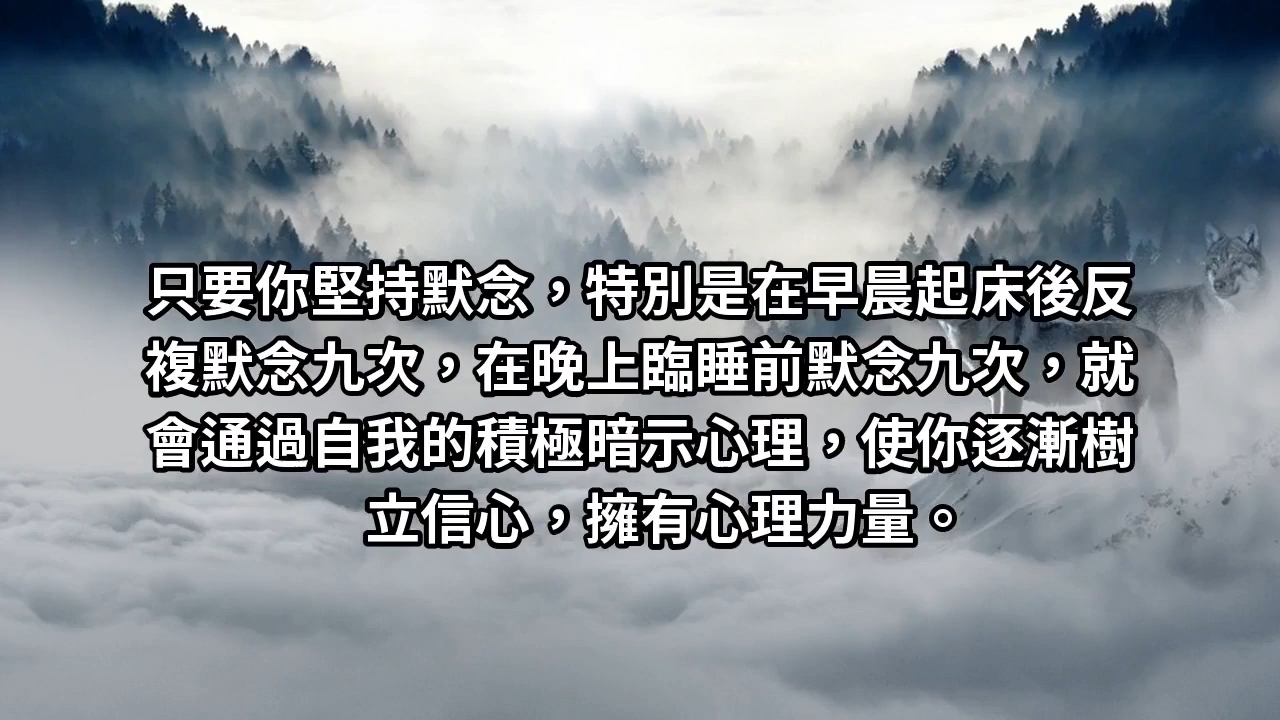 只要你堅持默念，特別是在早晨起床後反
複默念九次，在晚上臨睡前默念九次，就
會通過自我的積極暗示心理，使你逐漸樹
立信心，擁有心理力量。